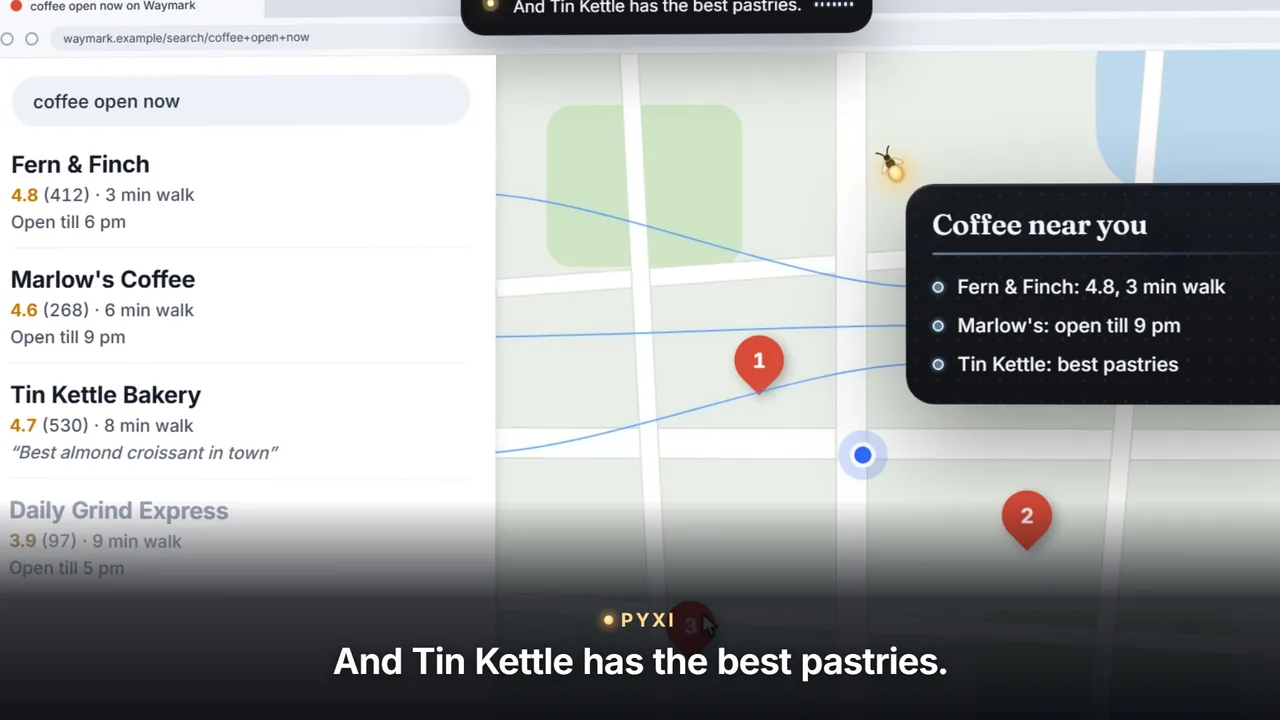 coffee open now on Waymark
And Tin Kettle has the best pastries.
waymark.example/search/coffee+open+now
coffee open now
Fern & Finch
4.8 (412) · 3 min walk
Open till 6 pm
Marlow's Coffee
4.6 (268) · 6 min walk
Open till 9 pm
Tin Kettle Bakery
4.7 (530) · 8 min walk
“Best almond croissant in town”
Daily Grind Express
3.9 (97) · 9 min walk
Open till 5 pm
Coffee near you
Fern & Finch: 4.8, 3 min walk
Marlow's: open till 9 pm
Tin Kettle: best pastries
1
2
3
PYXI
And Tin Kettle has the best pastries.